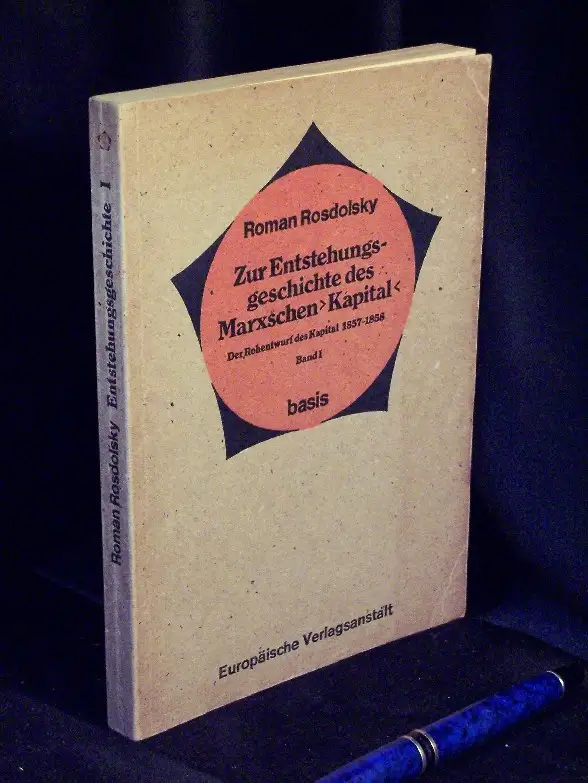 Roman Rosdolsky
Zur Entstehungs-
geschichte des
Marxschen ›Kapital‹
Der Rohentwurf des Kapital 1857-1858
Band I
basis
Europäische Verlagsanstalt
Roman Rosdolsky Entstehungsgeschichte I